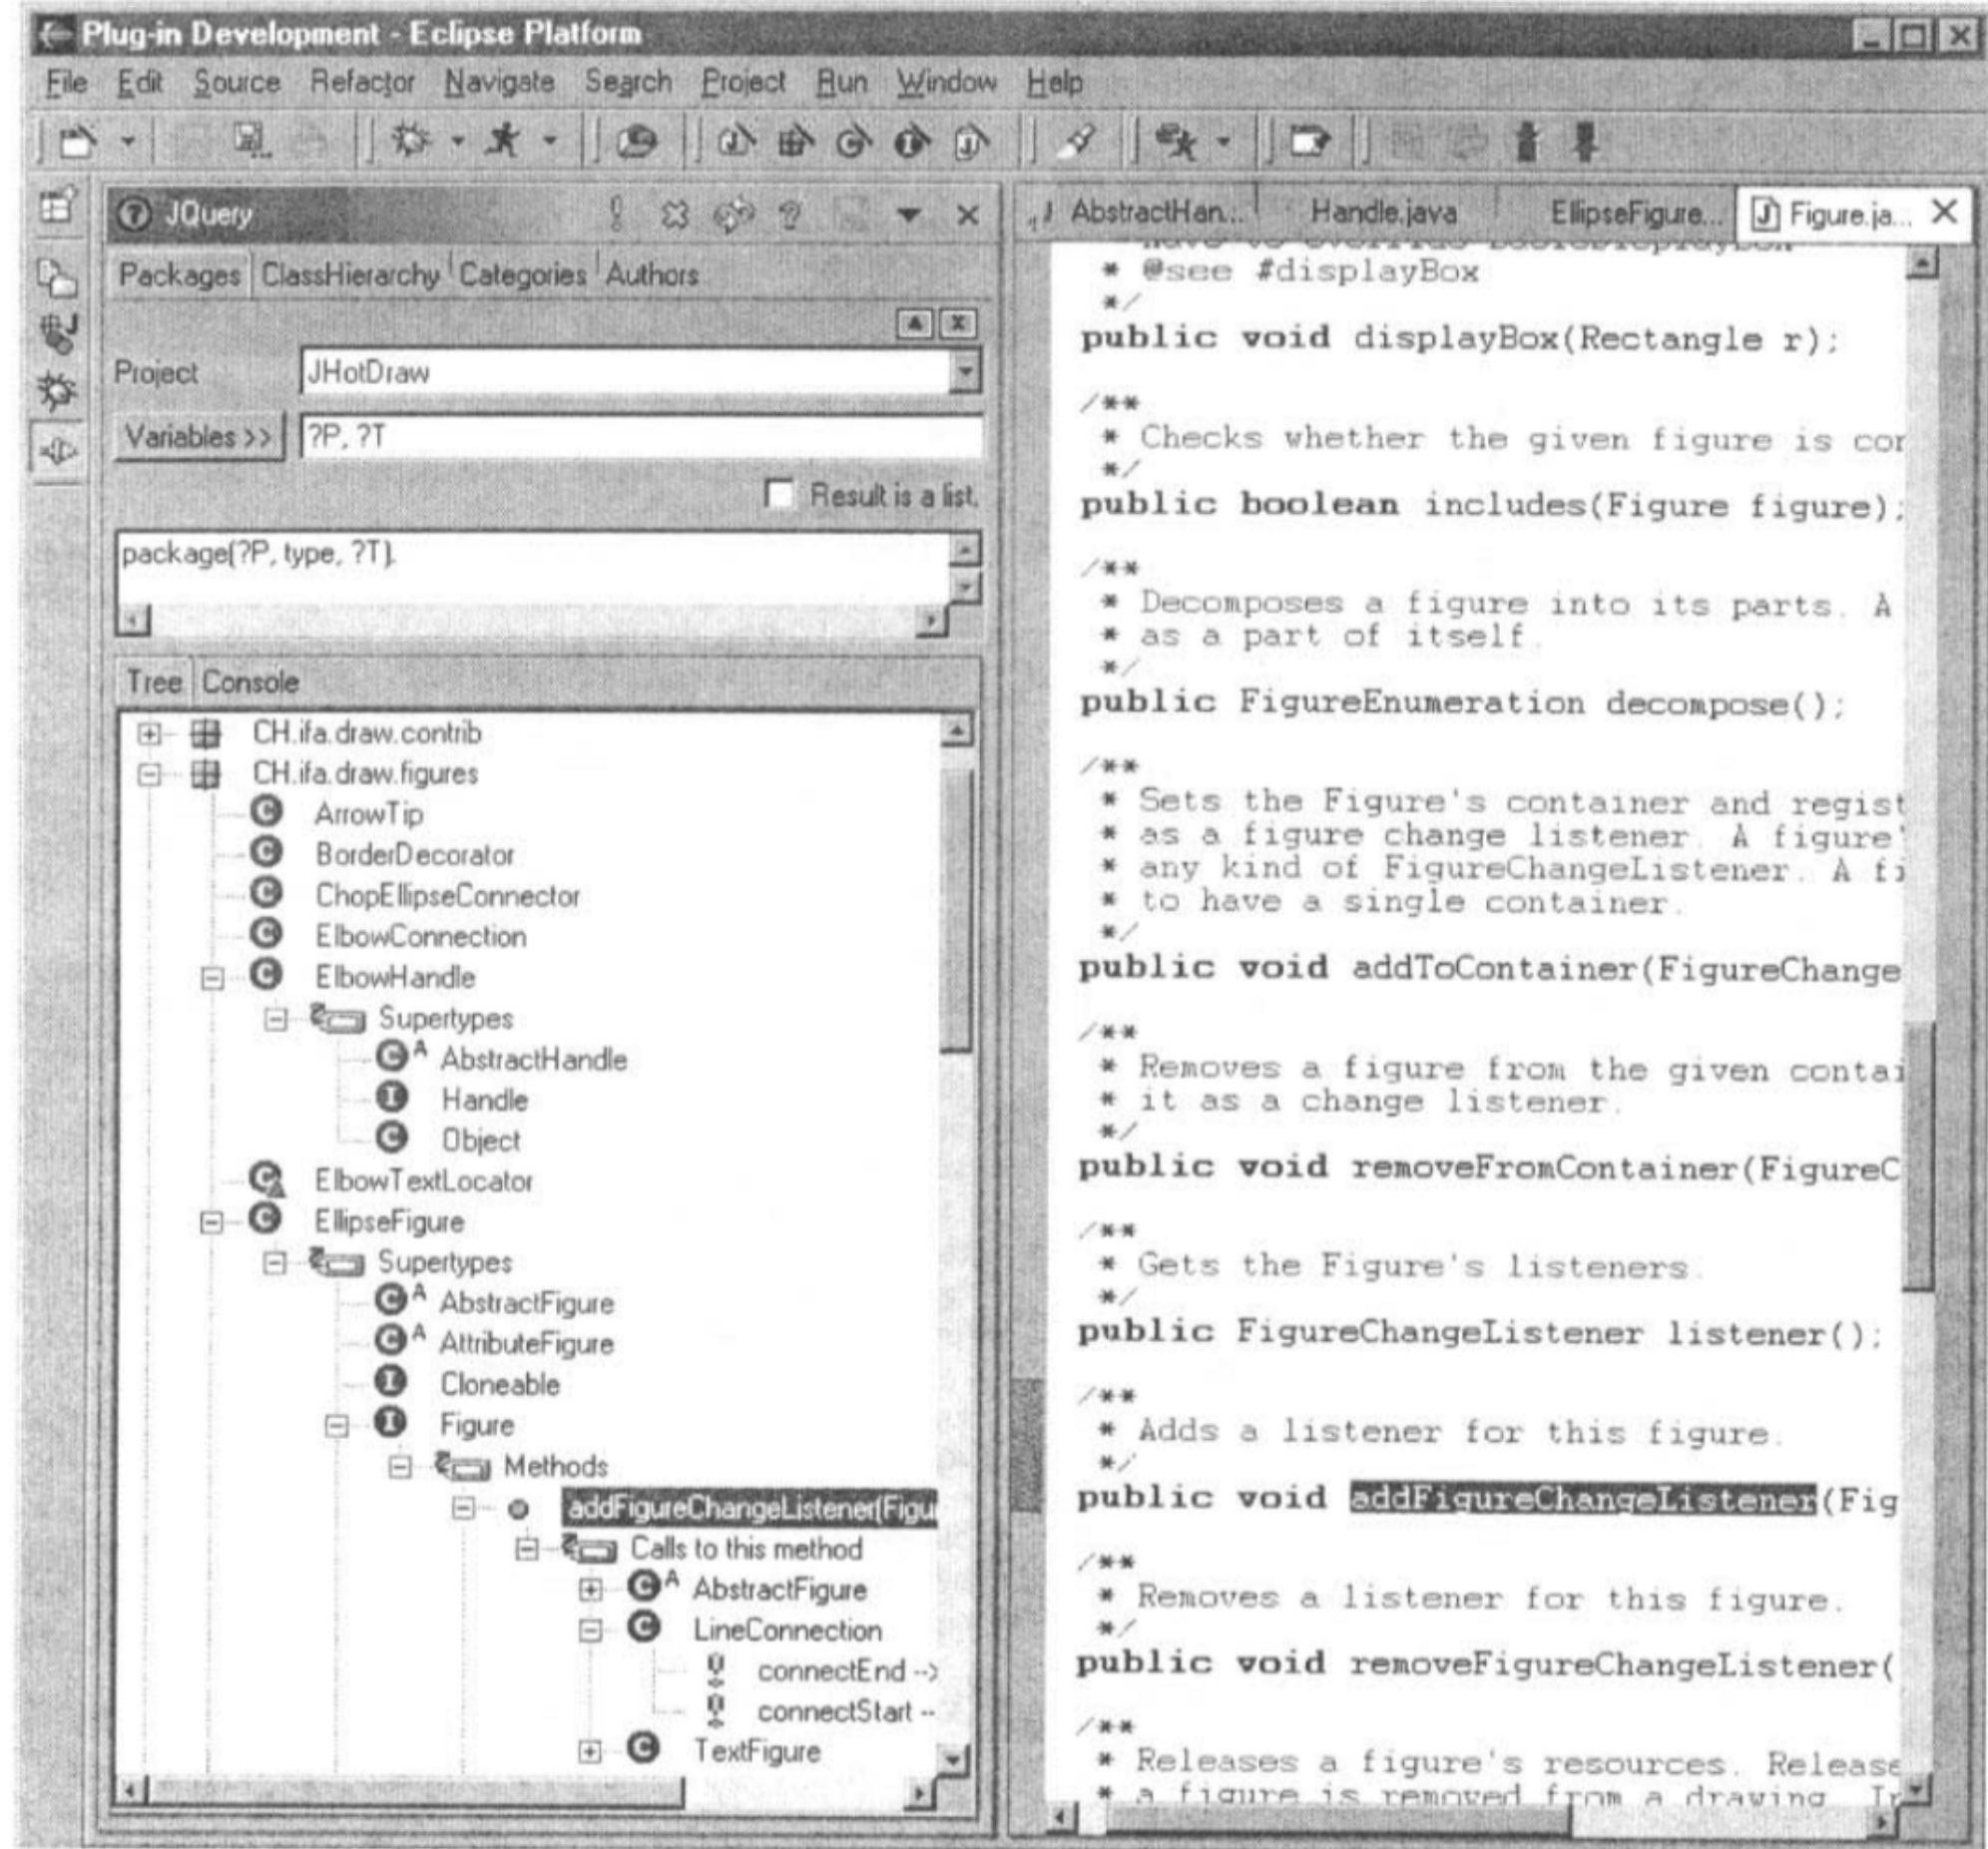 Plug-in Development - Eclipse Platform
File Edit Source Refactor Navigate Search Project Run Window Help
JQuery
Packages ClassHierarchy Categories Authors
Project JHotDraw
Variables >> ?P, ?T
Result is a list.
package(?P, type, ?T).
Tree Console
CH.ifa.draw.contrib
CH.ifa.draw.figures
ArrowTip
BorderDecorator
ChopEllipseConnector
ElbowConnection
ElbowHandle
Supertypes
AbstractHandle
Handle
Object
ElbowTextLocator
EllipseFigure
Supertypes
AbstractFigure
AttributeFigure
Cloneable
Figure
Methods
addFigureChangeListener(Figu
Calls to this method
AbstractFigure
LineConnection
connectEnd -->
connectStart --
TextFigure
AbstractHan... Handle.java EllipseFigure... Figure.ja...
* @see #displayBox
*/
public void displayBox(Rectangle r);
/**
* Checks whether the given figure is con
*/
public boolean includes(Figure figure);
/**
* Decomposes a figure into its parts. A
* as a part of itself.
*/
public FigureEnumeration decompose();
/**
* Sets the Figure's container and regist
* as a figure change listener. A figure'
* any kind of FigureChangeListener. A fi
* to have a single container.
*/
public void addToContainer(FigureChange
/**
* Removes a figure from the given contai
* it as a change listener.
*/
public void removeFromContainer(FigureC
/**
* Gets the Figure's listeners.
*/
public FigureChangeListener listener();
/**
* Adds a listener for this figure.
*/
public void addFigureChangeListener(Fig
/**
* Removes a listener for this figure.
*/
public void removeFigureChangeListener(
/**
* Releases a figure's resources. Release
* a figure is removed from a drawing. In